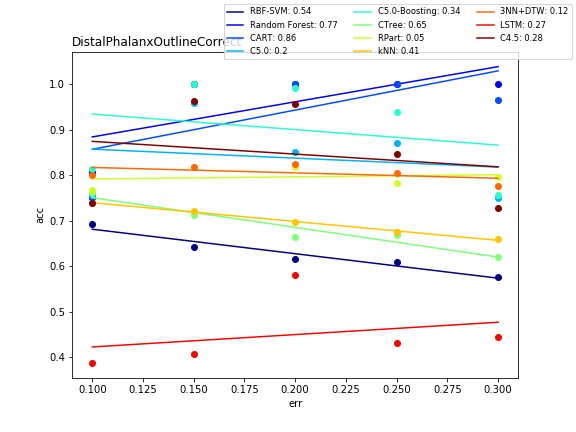 RBF-SVM: 0.54 C5.0-Boosting: 0.34 3NN+DTW: 0.12
Random Forest: 0.77 CTree: 0.65 LSTM: 0.27
CART: 0.86 RPart: 0.05 C4.5: 0.28
C5.0: 0.2 kNN: 0.41
DistalPhalanxOutlineCorrect
1.0
0.9
0.8
0.7
0.6
0.5
0.4
acc
0.100 0.125 0.150 0.175 0.200 0.225 0.250 0.275 0.300
err